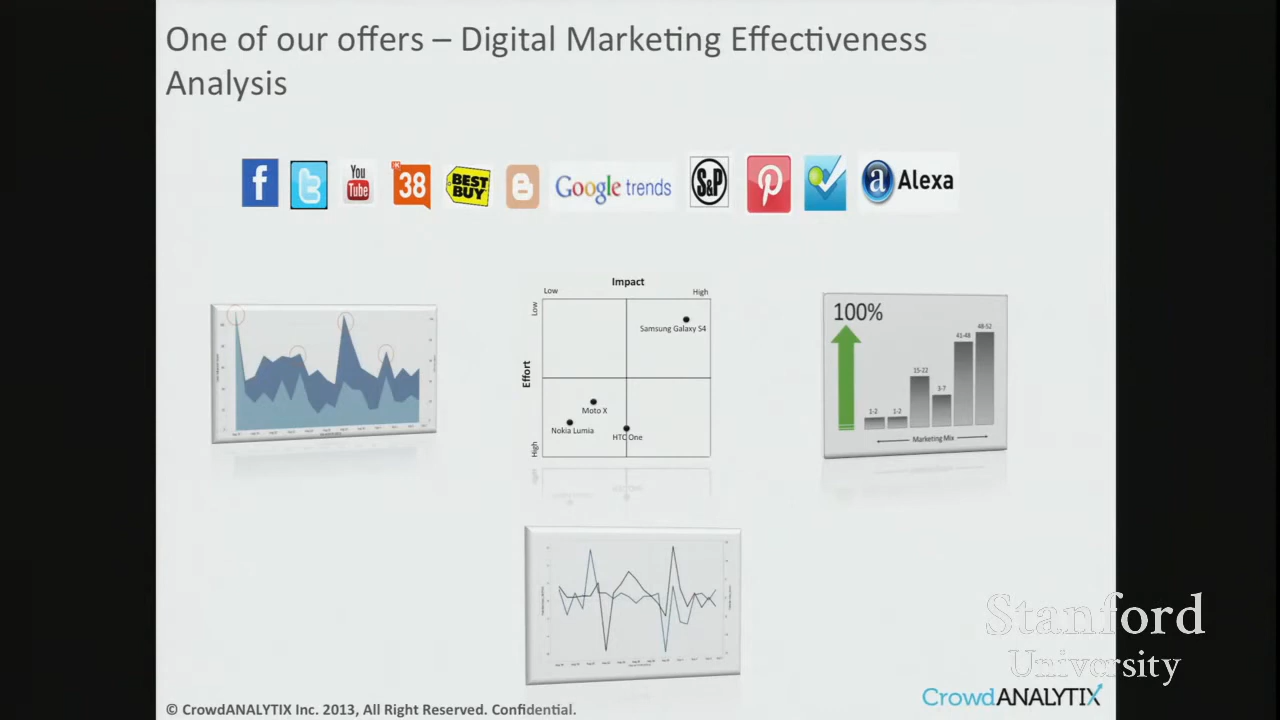 One of our offers – Digital Marketing Effectiveness
Analysis
f
t
You
Tube
38
BEST
BUY
B
Google trends
S&P
P
a Alexa
Impact
Low High
Low
Effort
High
Samsung Galaxy S4
Moto X
Nokia Lumia
HTC One
100%
1-2
1-2
15-22
3-7
41-48
48-52
Marketing Mix
Stanford
University
CrowdANALYTIX
© CrowdANALYTIX Inc. 2013, All Rights Reserved. Confidential.